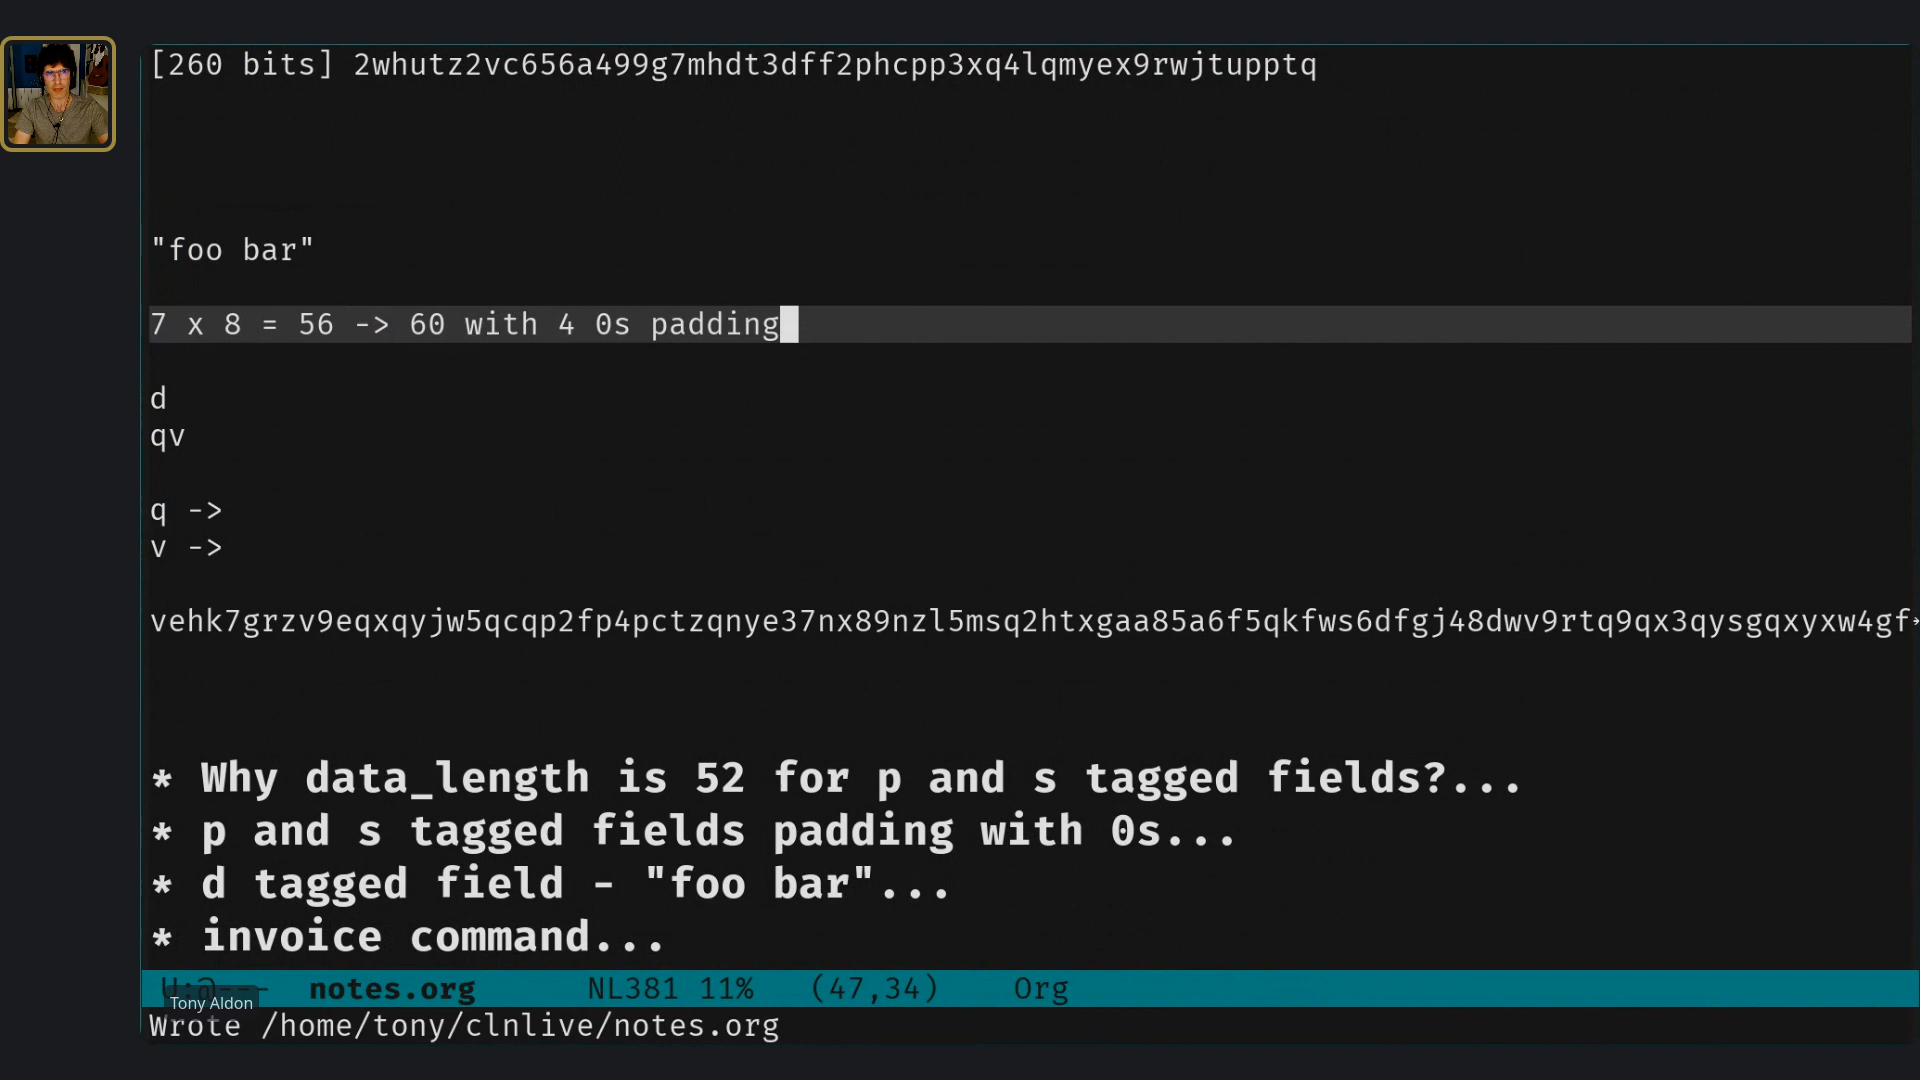 [260 bits] 2whutz2vc656a499g7mhdt3dff2phcpp3xq4lqmyex9rwjtupptq
"foo bar"
7 x 8 = 56 -> 60 with 4 0s padding
d
qv
q ->
v ->
vehk7grzv9eqxqyjw5qcqp2fp4pctzqnye37nx89nzl5msq2htxgaa85a6f5qkfws6dfgj48dwv9rtq9qx3qysgqxyxw4gf
* Why data_length is 52 for p and s tagged fields?...
* p and s tagged fields padding with 0s...
* d tagged field - "foo bar"...
* invoice command...
U:@--- notes.org NL381 11% (47,34) Org
Tony Aldon
Wrote /home/tony/clnlive/notes.org